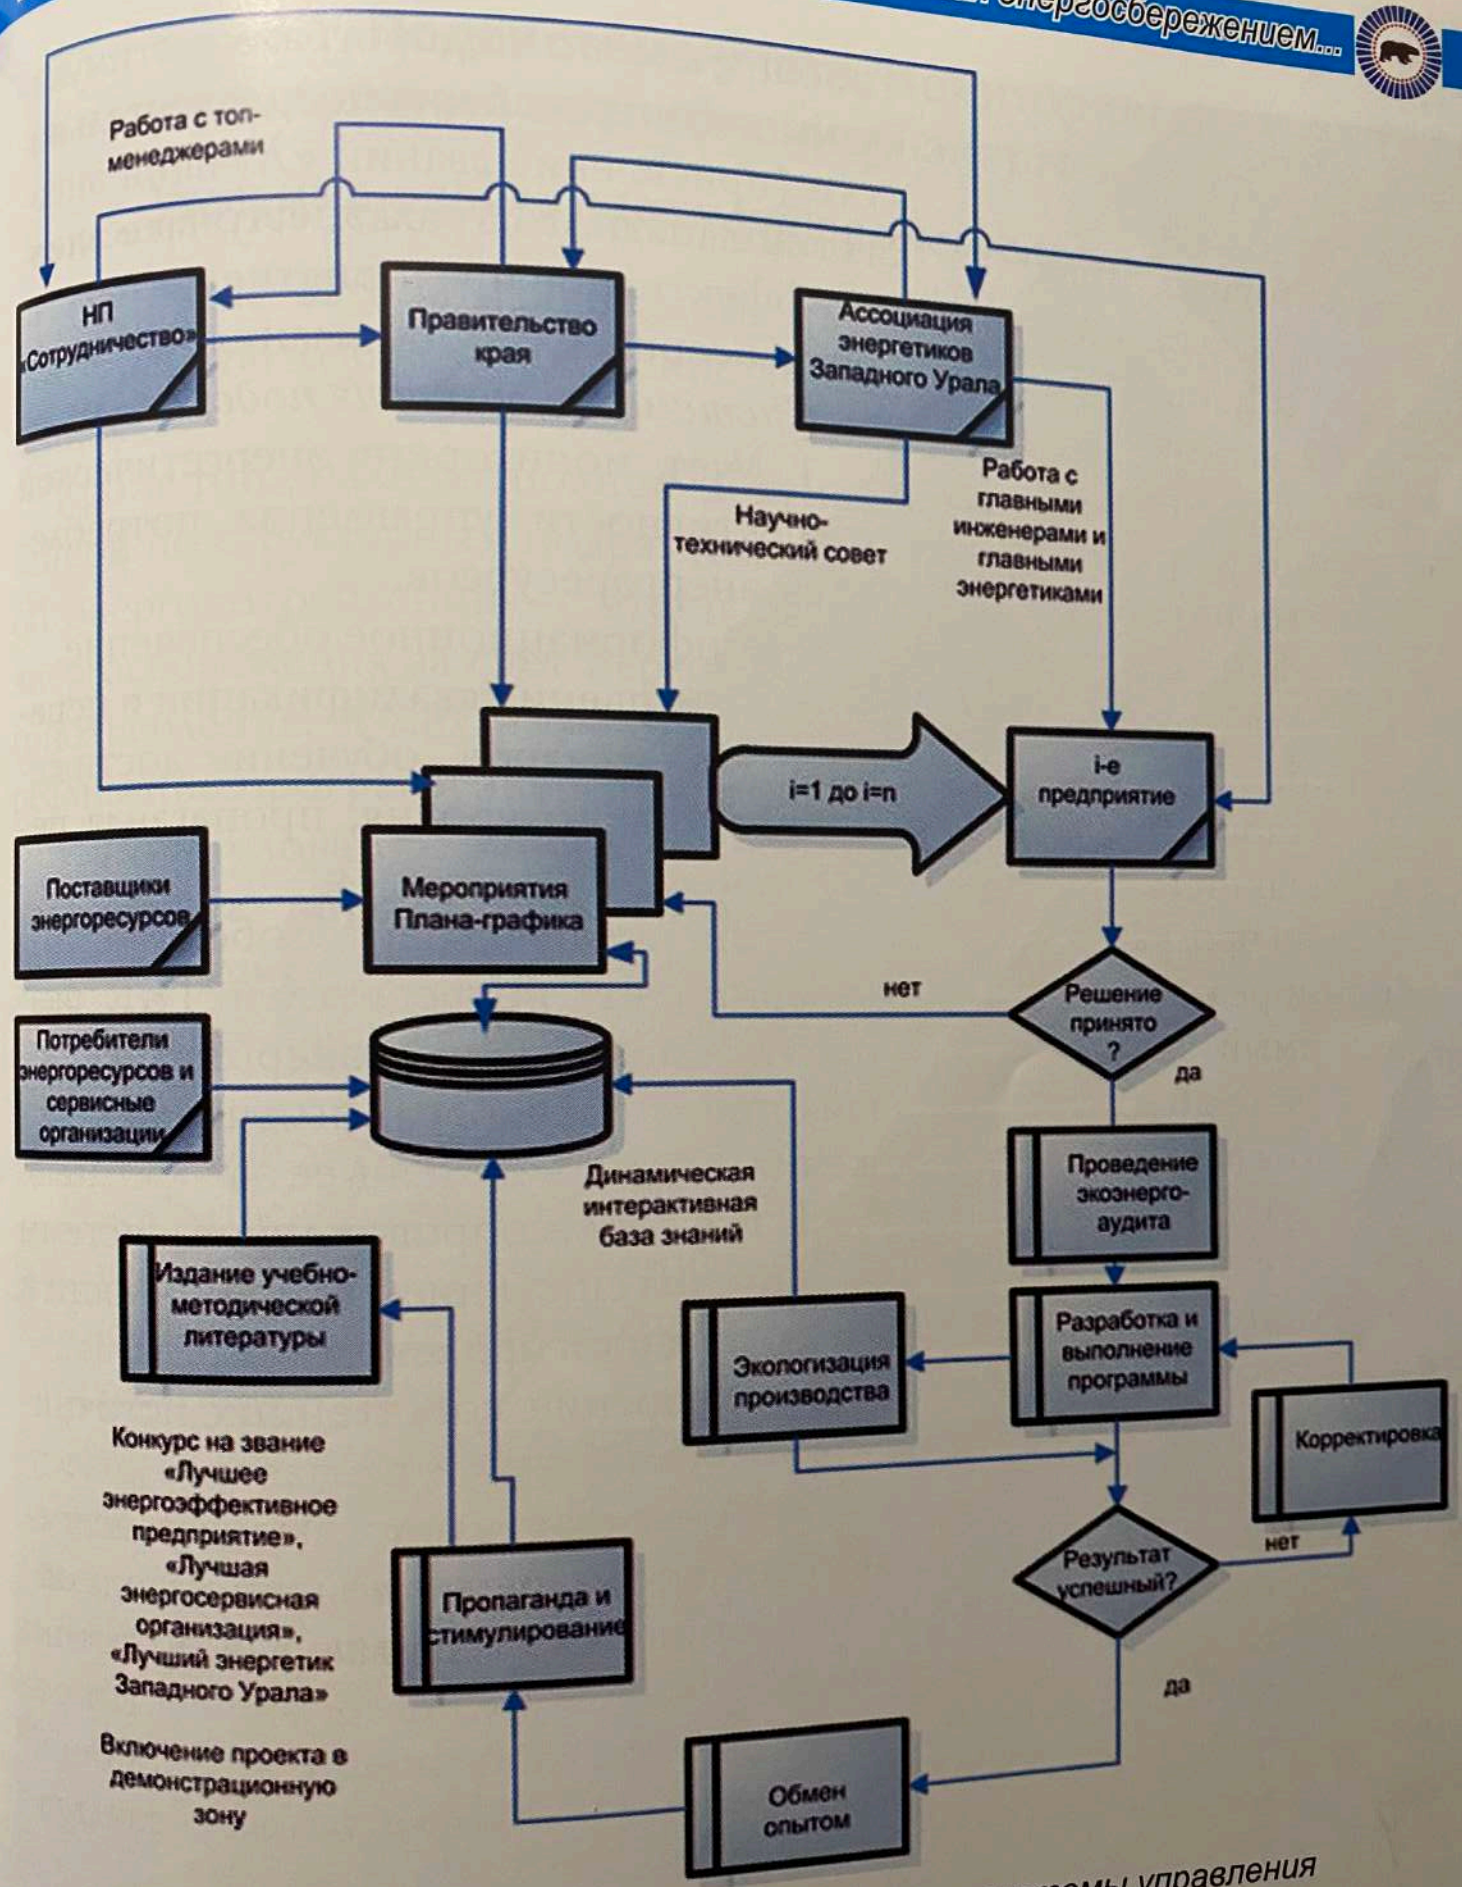 энергосбережением...
Работа с топ-
менеджерами
НП
«Сотрудничество»
Правительство
края
Ассоциация
энергетиков
Западного Урала
Научно-
технический совет
Работа с
главными
инженерами и
главными
энергетиками
i=1 до i=n
i-е
предприятие
Поставщики
энергоресурсов
Мероприятия
Плана-графика
нет
Решение
принято
?
да
Потребители
энергоресурсов и
сервисные
организации
Динамическая
интерактивная
база знаний
Проведение
экоэнерго-
аудита
Издание учебно-
методической
литературы
Экологизация
производства
Разработка и
выполнение
программы
Корректировка
Конкурс на звание
«Лучшее
энергоэффективное
предприятие»,
«Лучшая
энергосервисная
организация»,
«Лучший энергетик
Западного Урала»
Пропаганда и
стимулирование
Результат
успешный?
нет
да
Включение проекта в
демонстрационную
зону
Обмен
опытом
управления